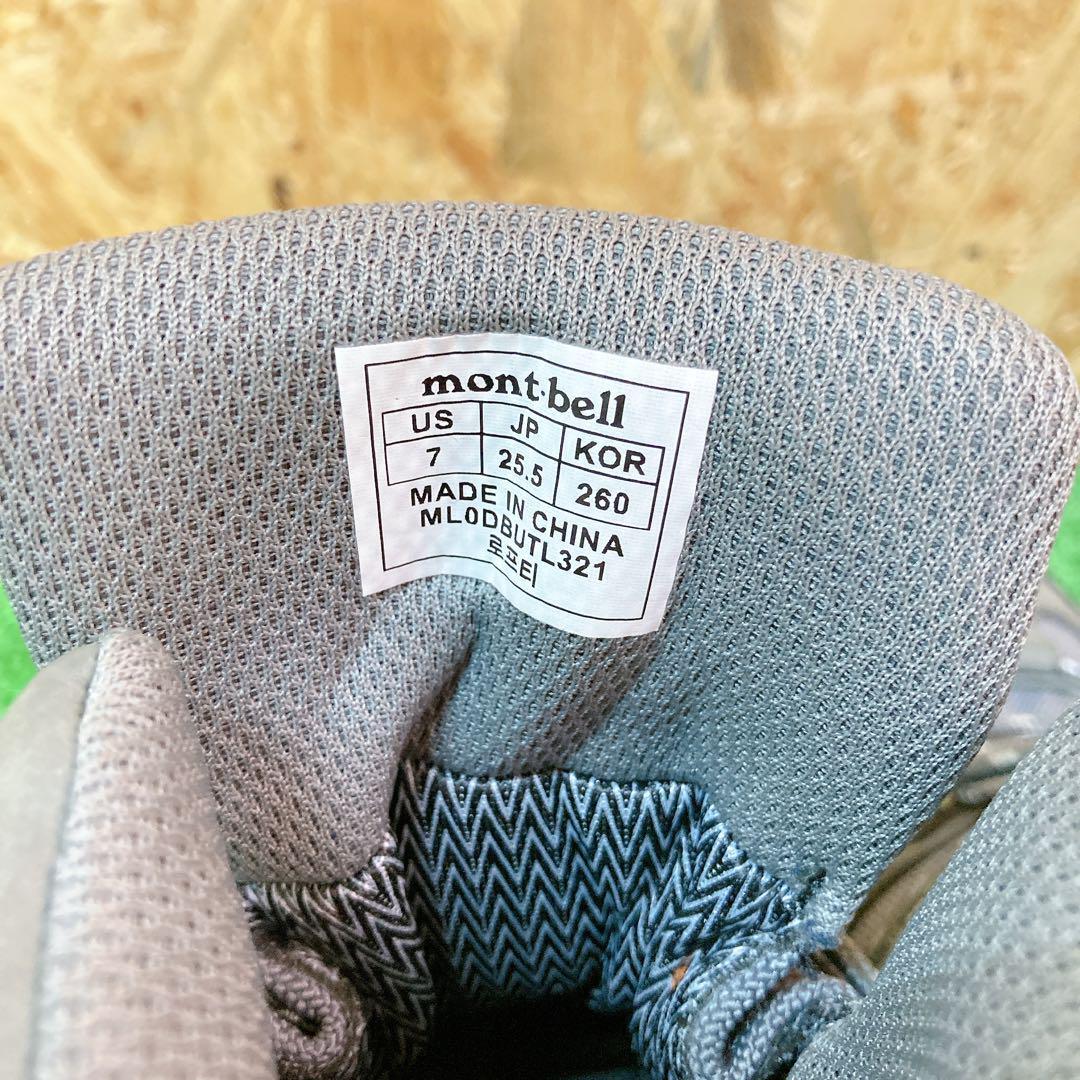 mont·bell
US JP KOR
7 25.5 260
MADE IN CHINA
ML0DBUTL321
로프티